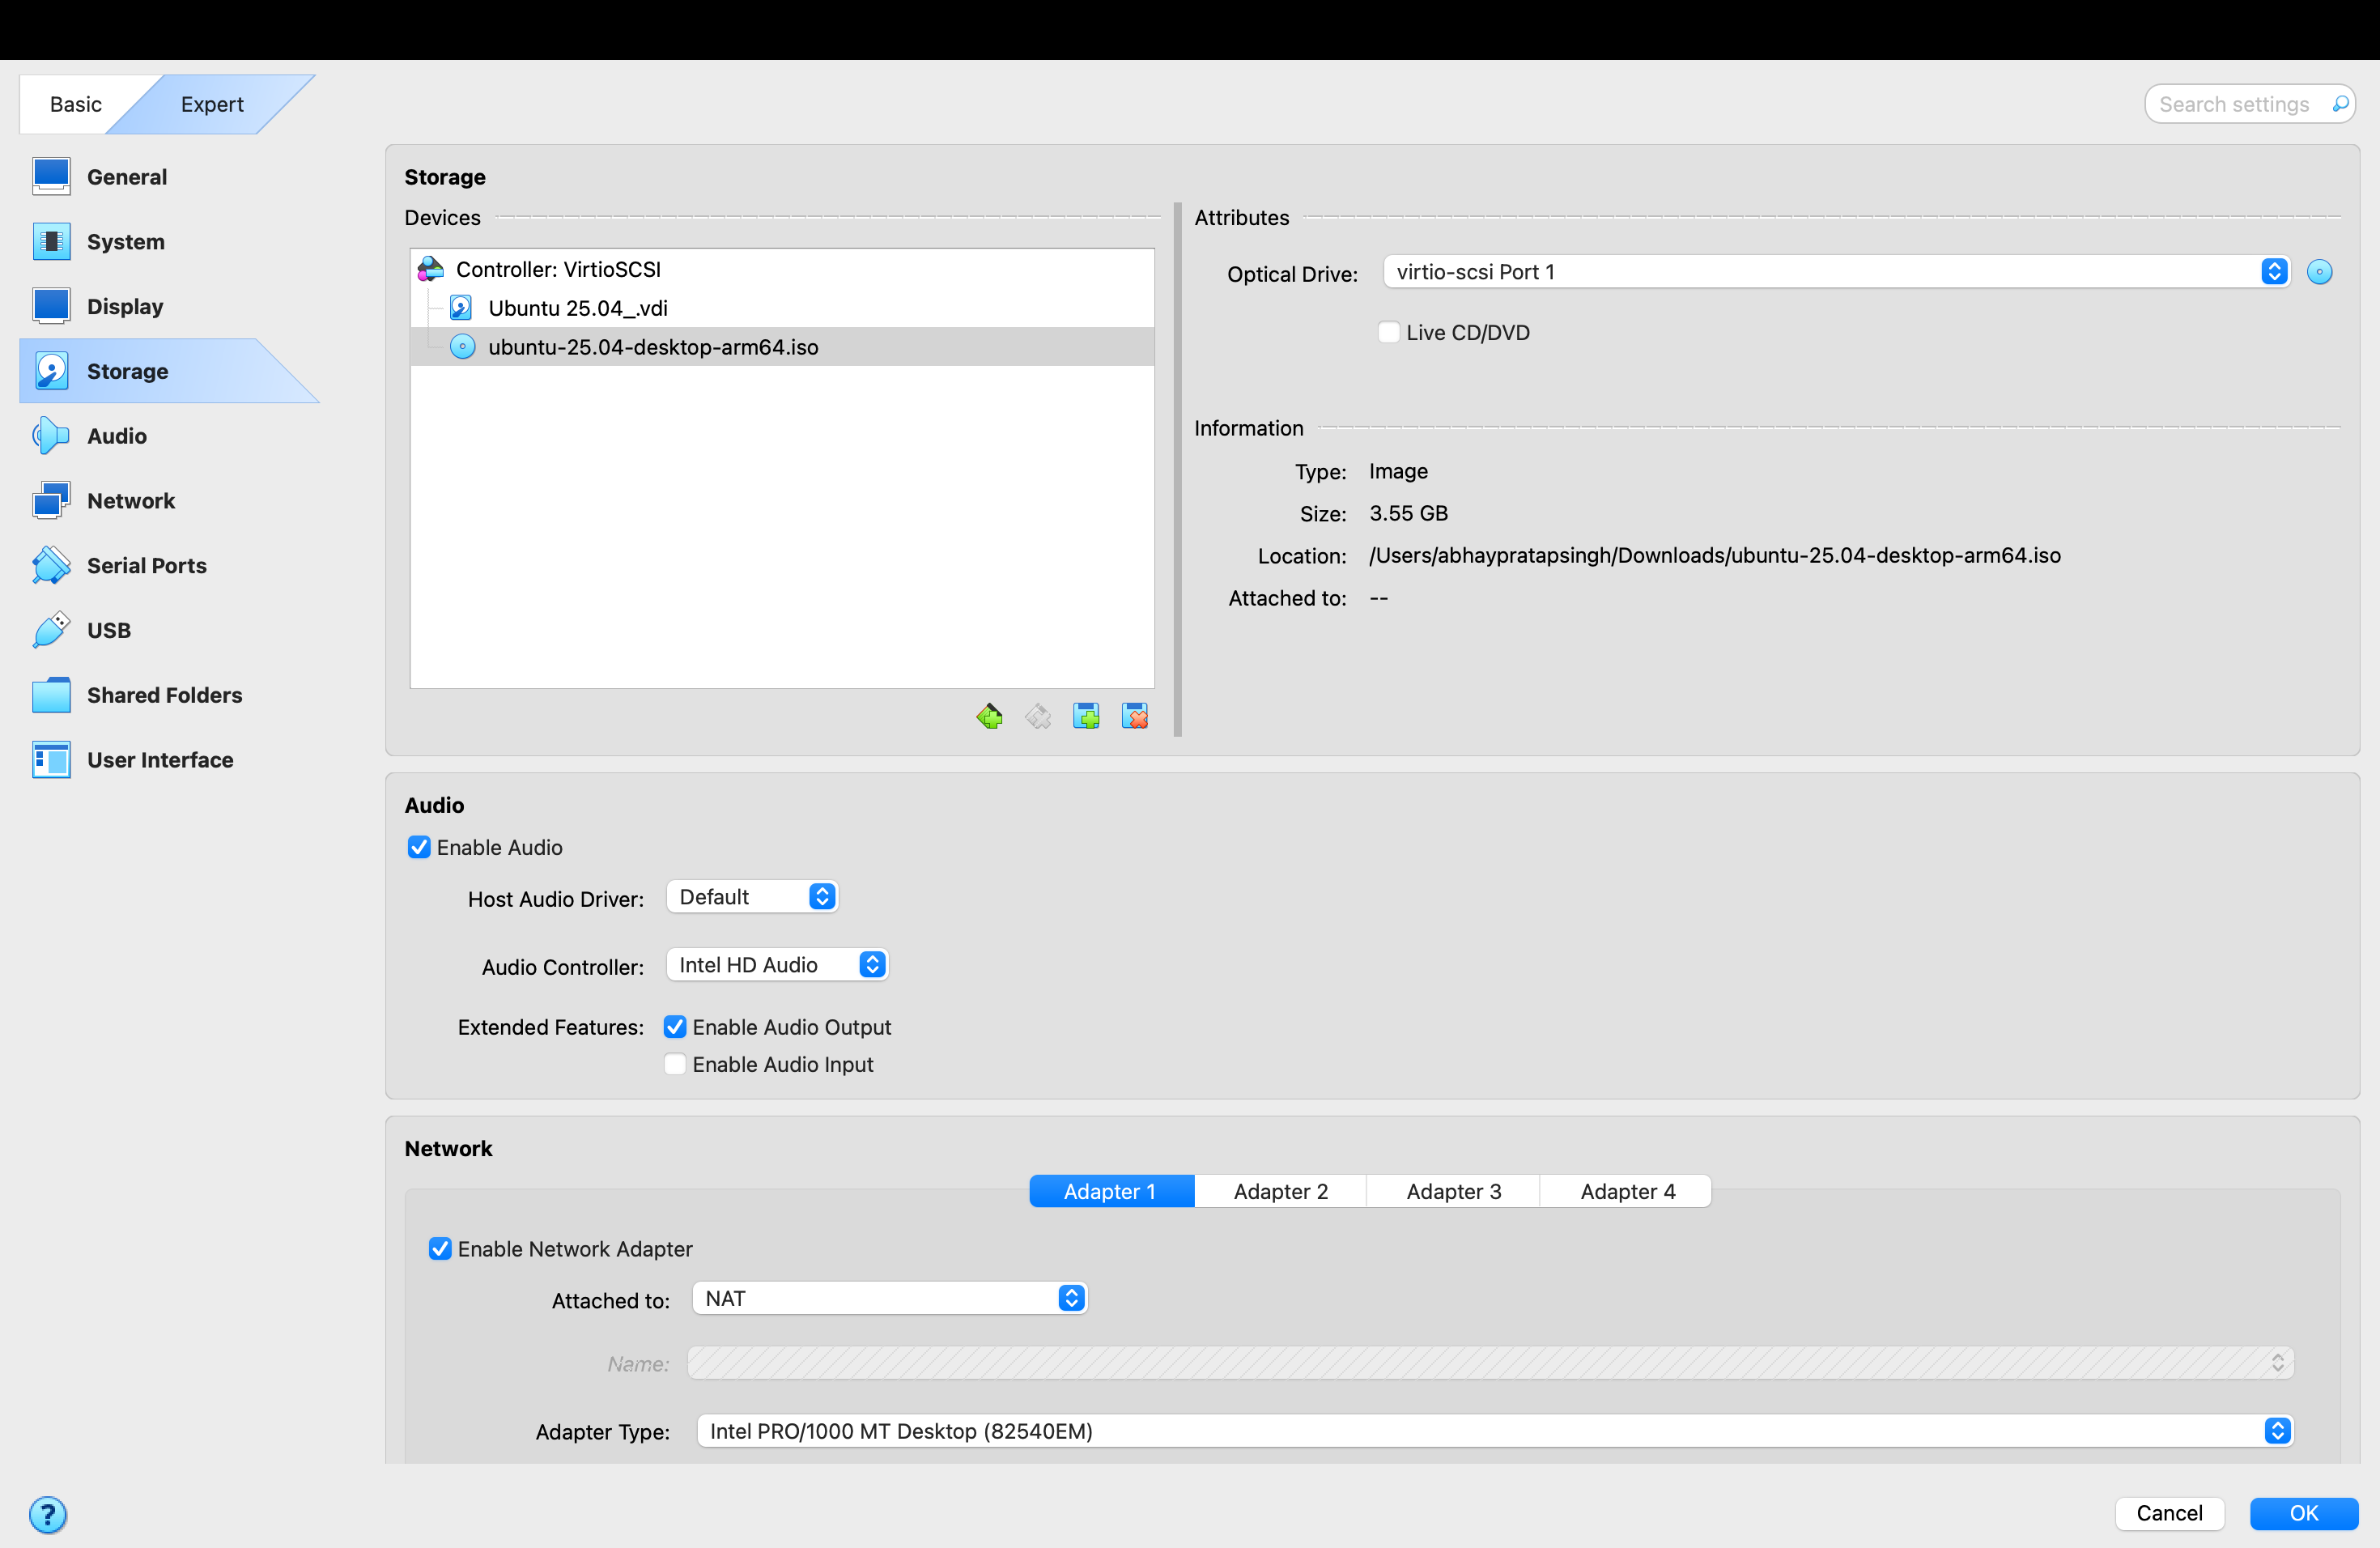 Basic
Expert
Search settings
General
System
Display
Storage
Audio
Network
Serial Ports
USB
Shared Folders
User Interface
Storage
Devices
Controller: VirtioSCSI
Ubuntu 25.04_.vdi
ubuntu-25.04-desktop-arm64.iso
Attributes
Optical Drive: virtio-scsi Port 1
Live CD/DVD
Information
Type: Image
Size: 3.55 GB
Location: /Users/abhaypratapsingh/Downloads/ubuntu-25.04-desktop-arm64.iso
Attached to: --
Audio
Enable Audio
Host Audio Driver: Default
Audio Controller: Intel HD Audio
Extended Features: Enable Audio Output
Enable Audio Input
Network
Adapter 1 Adapter 2 Adapter 3 Adapter 4
Enable Network Adapter
Attached to: NAT
Name:
Adapter Type: Intel PRO/1000 MT Desktop (82540EM)
?
Cancel
OK